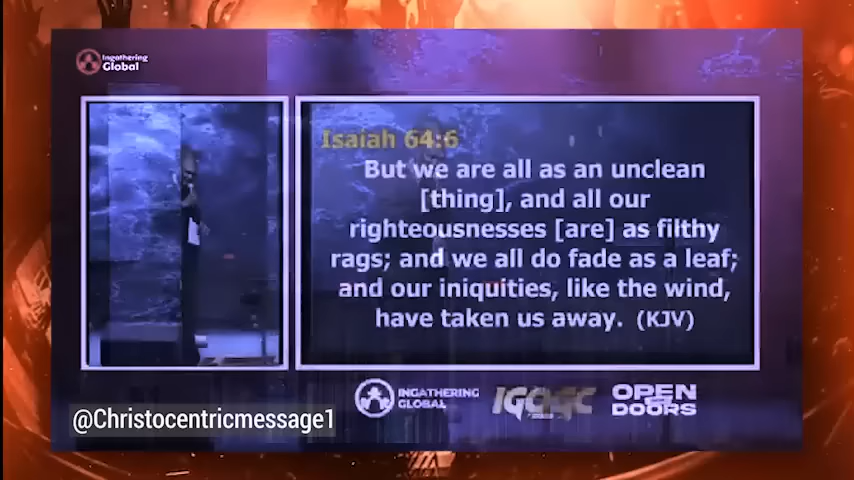 Ingathering
Global
Isaiah 64:6
But we are all as an unclean
[thing], and all our
righteousnesses [are] as filthy
rags; and we all do fade as a leaf;
and our iniquities, like the wind,
have taken us away. (KJV)
INGATHERING
GLOBAL
OPEN
DOORS
@Christocentricmessage1